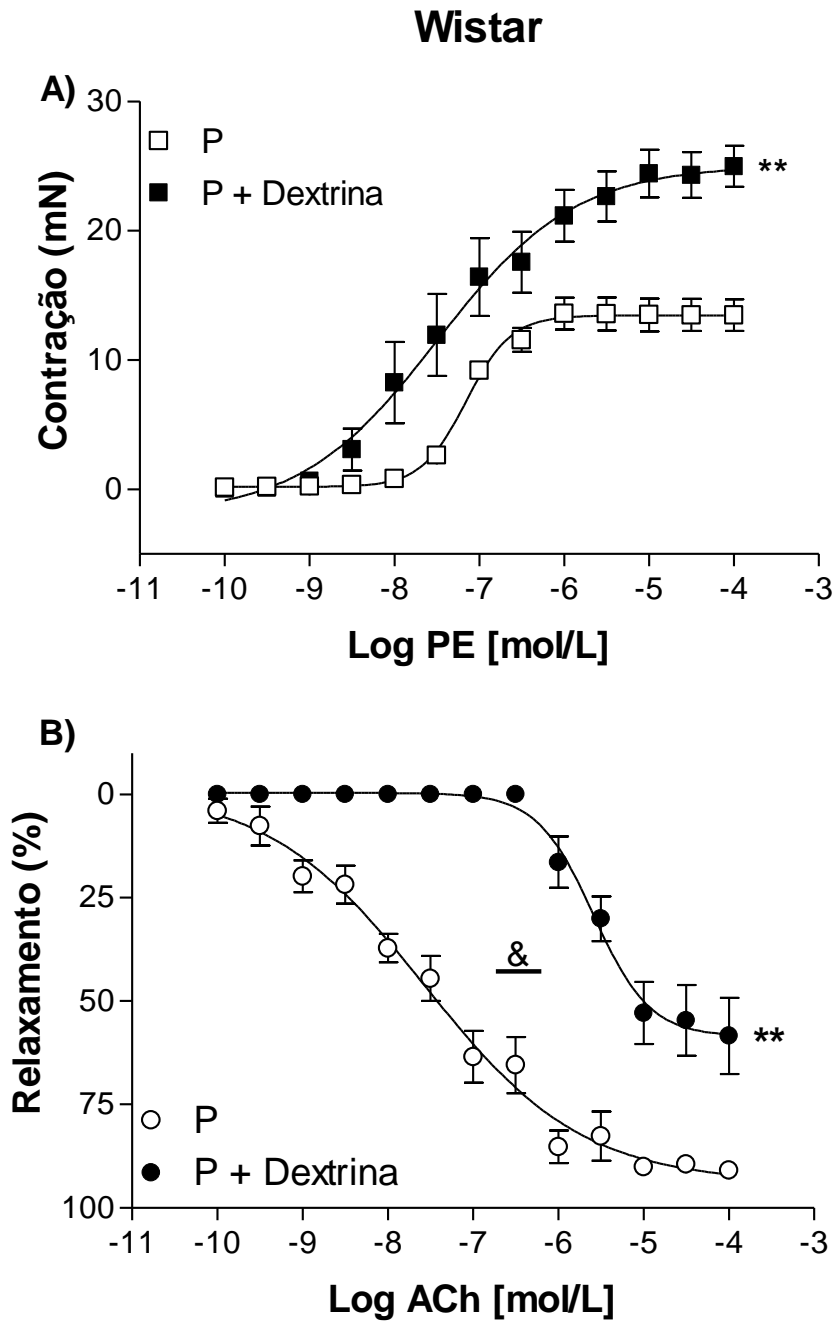 Wistar
A)
30
20
10
0
Contração (mN)
P
P + Dextrina
**
-11 -10 -9 -8 -7 -6 -5 -4 -3
Log PE [mol/L]
B)
0
25
50
75
100
Relaxamento (%)
&
**
P
P + Dextrina
-11 -10 -9 -8 -7 -6 -5 -4 -3
Log ACh [mol/L]